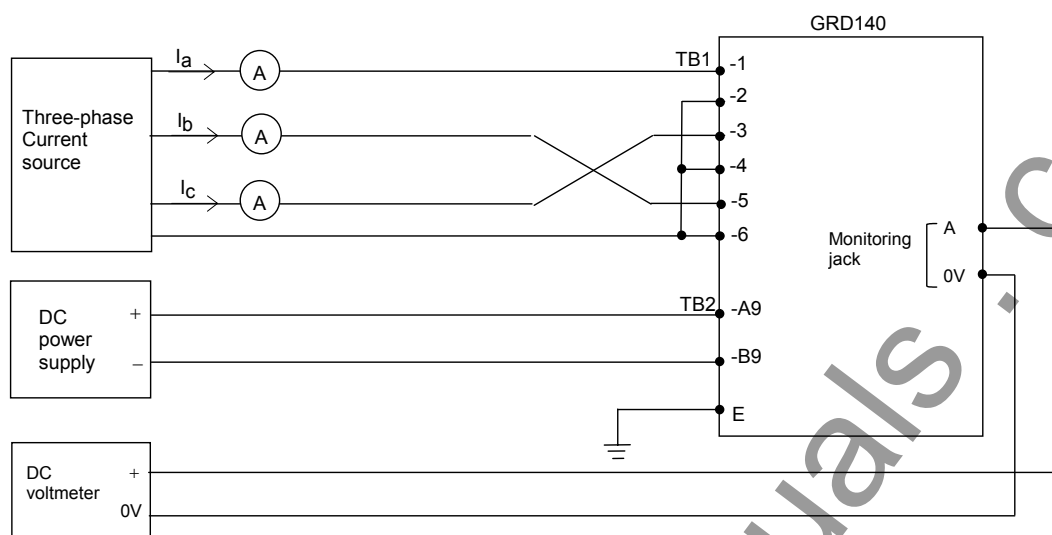 GRD140
Three-phase
Current
source
Ia
A
Ib
A
Ic
A
TB1
-1
-2
-3
-4
-5
-6
Monitoring
jack
A
0V
DC
power
supply
+
−
TB2
-A9
-B9
E
DC
voltmeter
+
0V
uals .c